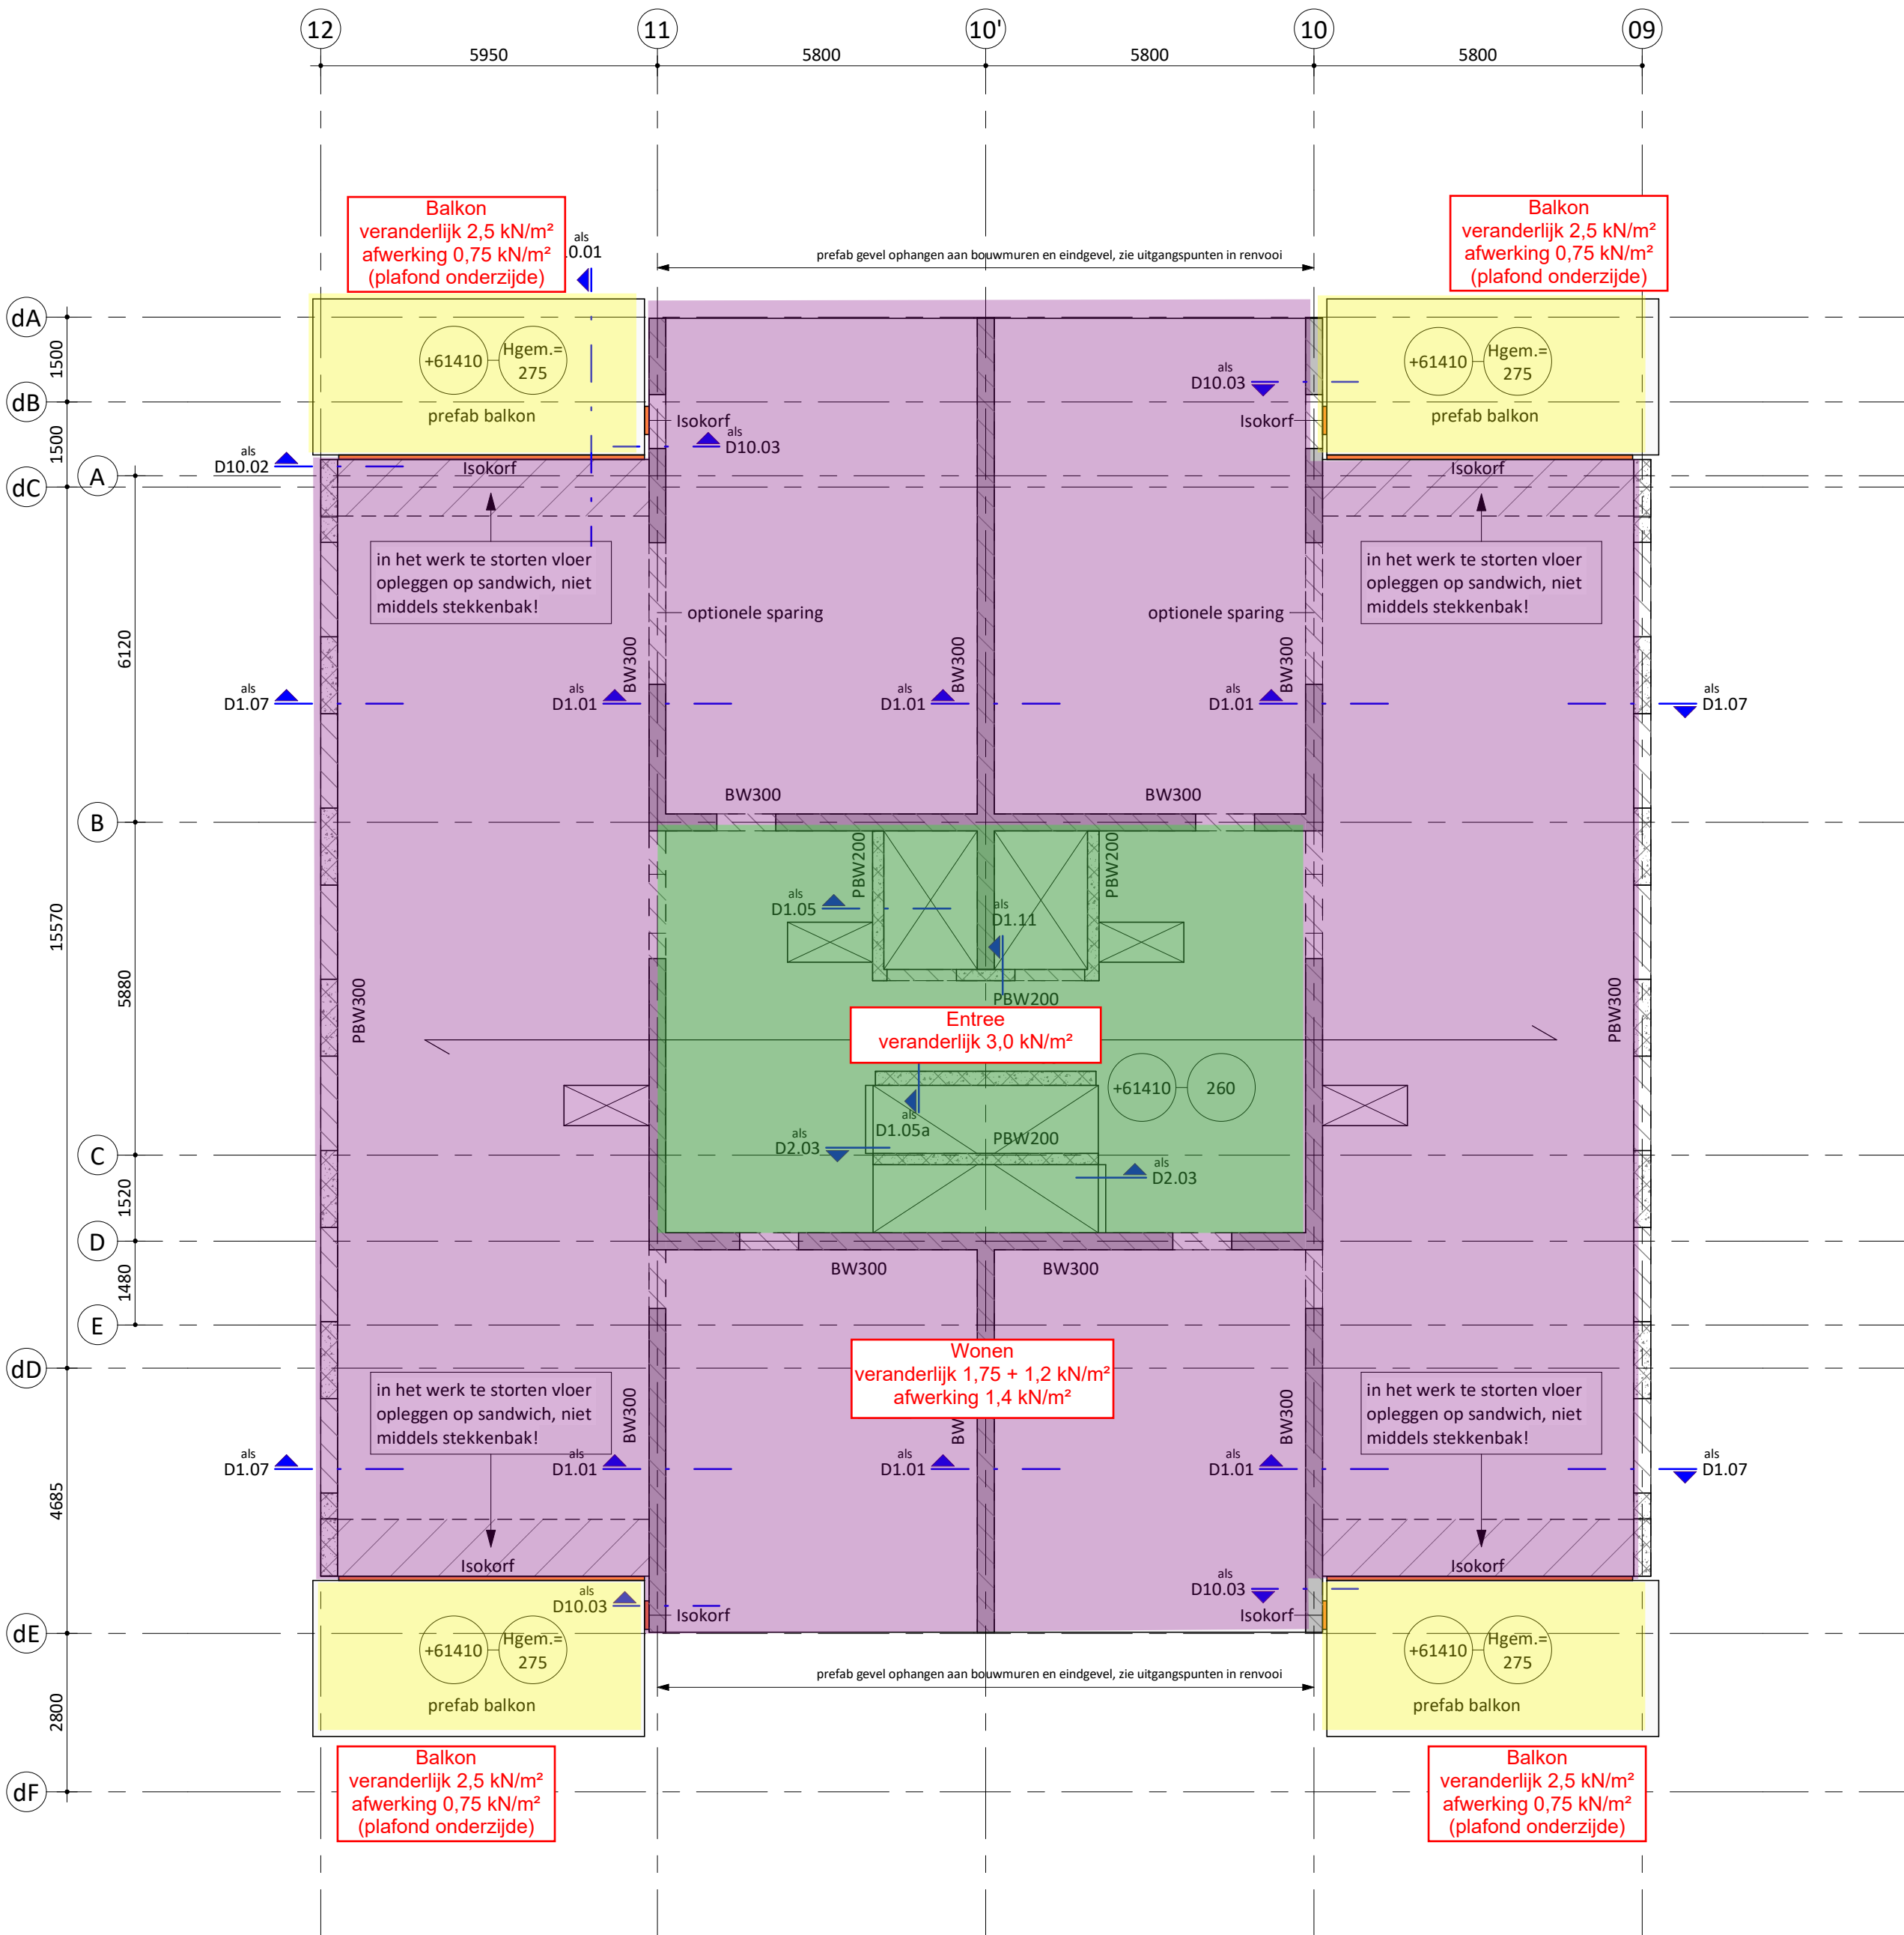 12
11
10'
10
09
5950
5800
5800
5800
Balkon
veranderlijk 2,5 kN/m²
afwerking 0,75 kN/m²
(plafond onderzijde)
als
0.01
prefab gevel ophangen aan bouwmuren en eindgevel, zie uitgangspunten in renvooi
Balkon
veranderlijk 2,5 kN/m²
afwerking 0,75 kN/m²
(plafond onderzijde)
dA
1500
dB
1500
A
dC
+61410
Hgem.=
275
prefab balkon
als
D10.03
Isokorf
als
D10.03
Isokorf
+61410
Hgem.=
275
prefab balkon
als
D10.02
Isokorf
Isokorf
in het werk te storten vloer
opleggen op sandwich, niet
middels stekkenbak!
in het werk te storten vloer
opleggen op sandwich, niet
middels stekkenbak!
optionele sparing
optionele sparing
6120
BW300
BW300
BW300
als
D1.07
als
D1.01
als
D1.01
als
D1.01
als
D1.07
BW300
BW300
B
PBW200
PBW200
als
D1.05
als
D1.11
15570
5880
PBW300
PBW200
PBW300
Entree
veranderlijk 3,0 kN/m²
+61410
260
als
D1.05a
als
D2.03
PBW200
als
D2.03
C
1520
D
1480
E
dD
BW300
BW300
Wonen
veranderlijk 1,75 + 1,2 kN/m²
afwerking 1,4 kN/m²
in het werk te storten vloer
opleggen op sandwich, niet
middels stekkenbak!
BW300
BW
BW300
in het werk te storten vloer
opleggen op sandwich, niet
middels stekkenbak!
als
D1.07
als
D1.01
als
D1.01
als
D1.01
als
D1.07
4685
Isokorf
Isokorf
als
D10.03
Isokorf
als
D10.03
Isokorf
dE
+61410
Hgem.=
275
prefab balkon
+61410
Hgem.=
275
prefab balkon
prefab gevel ophangen aan bouwmuren en eindgevel, zie uitgangspunten in renvooi
2800
dF
Balkon
veranderlijk 2,5 kN/m²
afwerking 0,75 kN/m²
(plafond onderzijde)
Balkon
veranderlijk 2,5 kN/m²
afwerking 0,75 kN/m²
(plafond onderzijde)